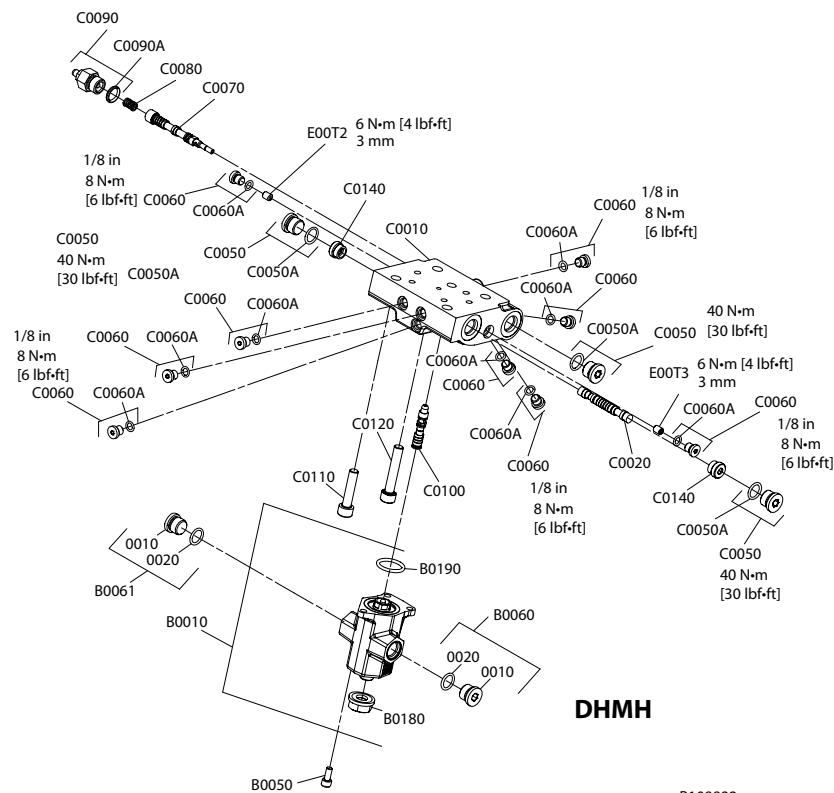 C0090
C0090A
C0080
C0070
E00T2
6 N•m [4 lbf•ft]
3 mm
1/8 in
8 N•m
[6 lbf•ft]
C0060
C0060A
C0140
C0010
C0050
C0050A
1/8 in
C0060
8 N•m
[6 lbf•ft]
C0060A
C0050
40 N•m
[30 lbf•ft]
C0050A
C0060
C0060A
C0060A
C0060
40 N•m
[30 lbf•ft]
C0050A
C0050
1/8 in
8 N•m
[6 lbf•ft]
C0060
C0060A
C0060
C0060A
C0060A
C0060
C0060A
C0060
1/8 in
8 N•m
[6 lbf•ft]
6 N•m [4 lbf•ft]
E00T3
3 mm
C0060A
C0060
1/8 in
8 N•m
[6 lbf•ft]
C0020
C0140
C0050A
C0050
40 N•m
[30 lbf•ft]
C0120
C0110
C0100
0010
0020
B0061
B0190
B0010
B0060
0020
0010
B0180
DHMH
B0050